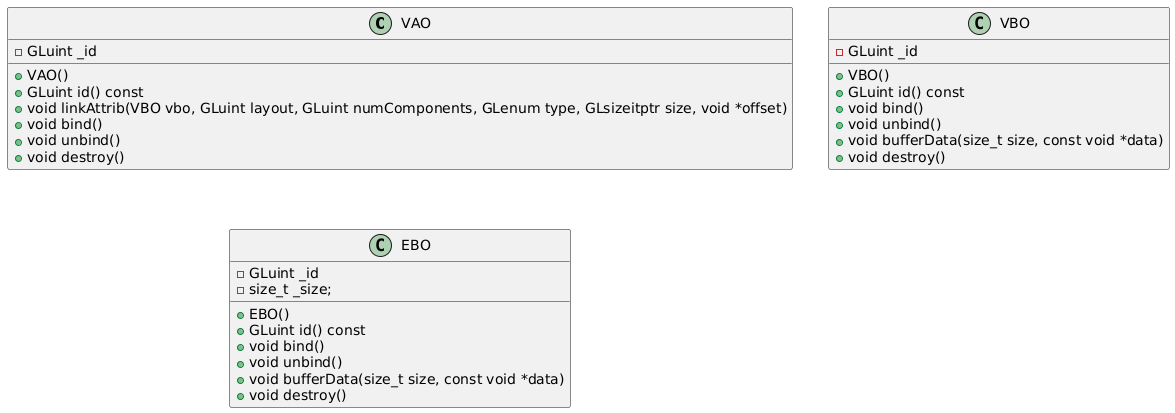 C VAO
GLuint _id
VAO()
GLuint id() const
void linkAttrib(VBO vbo, GLuint layout, GLuint numComponents, GLenum type, GLsizeitptr size, void *offset)
void bind()
void unbind()
void destroy()
C VBO
GLuint _id
VBO()
GLuint id() const
void bind()
void unbind()
void bufferData(size_t size, const void *data)
void destroy()
C EBO
GLuint _id
size_t _size;
EBO()
GLuint id() const
void bind()
void unbind()
void bufferData(size_t size, const void *data)
void destroy()